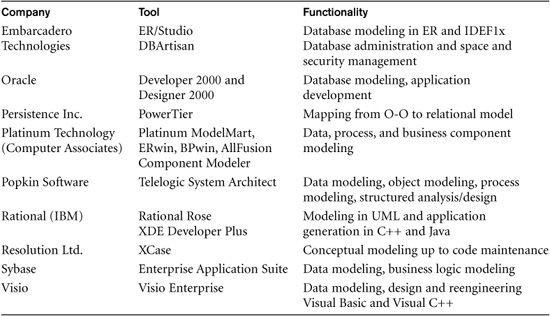 Company Tool Functionality
Embarcadero ER/Studio Database modeling in ER and IDEF1x
Technologies DBArtisan Database administration and space and
security management
Oracle Developer 2000 and Database modeling, application
Designer 2000 development
Persistence Inc. PowerTier Mapping from O-O to relational model
Platinum Technology Platinum ModelMart, Data, process, and business component
(Computer Associates) ERwin, BPwin, AllFusion modeling
Component Modeler
Popkin Software Telelogic System Architect Data modeling, object modeling, process
modeling, structured analysis/design
Rational (IBM) Rational Rose Modeling in UML and application
XDE Developer Plus generation in C++ and Java
Resolution Ltd. XCase Conceptual modeling up to code maintenance
Sybase Enterprise Application Suite Data modeling, business logic modeling
Visio Visio Enterprise Data modeling, design and reengineering
Visual Basic and Visual C++